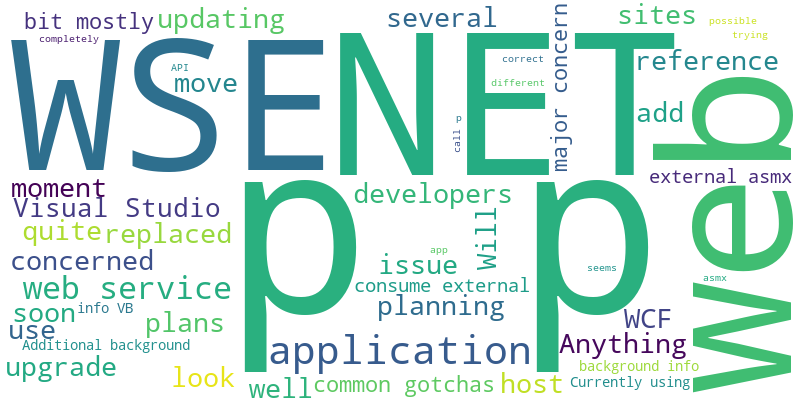 bit mostly
updating
several
sites
possible
trying
completely
WSE
NET
API
move
correct
different
major concern
reference
add
p
call
Web
external asmx
moment
Visual Studio
quite
replaced
concerned
web service
soon
info VB
use
plans
Additional background
upgrade
look
p p
developers
Will
app
issue
seems
consume external
planning
asmx
WCF
application
Anything
background info
well
common gotchas
host
Currently using